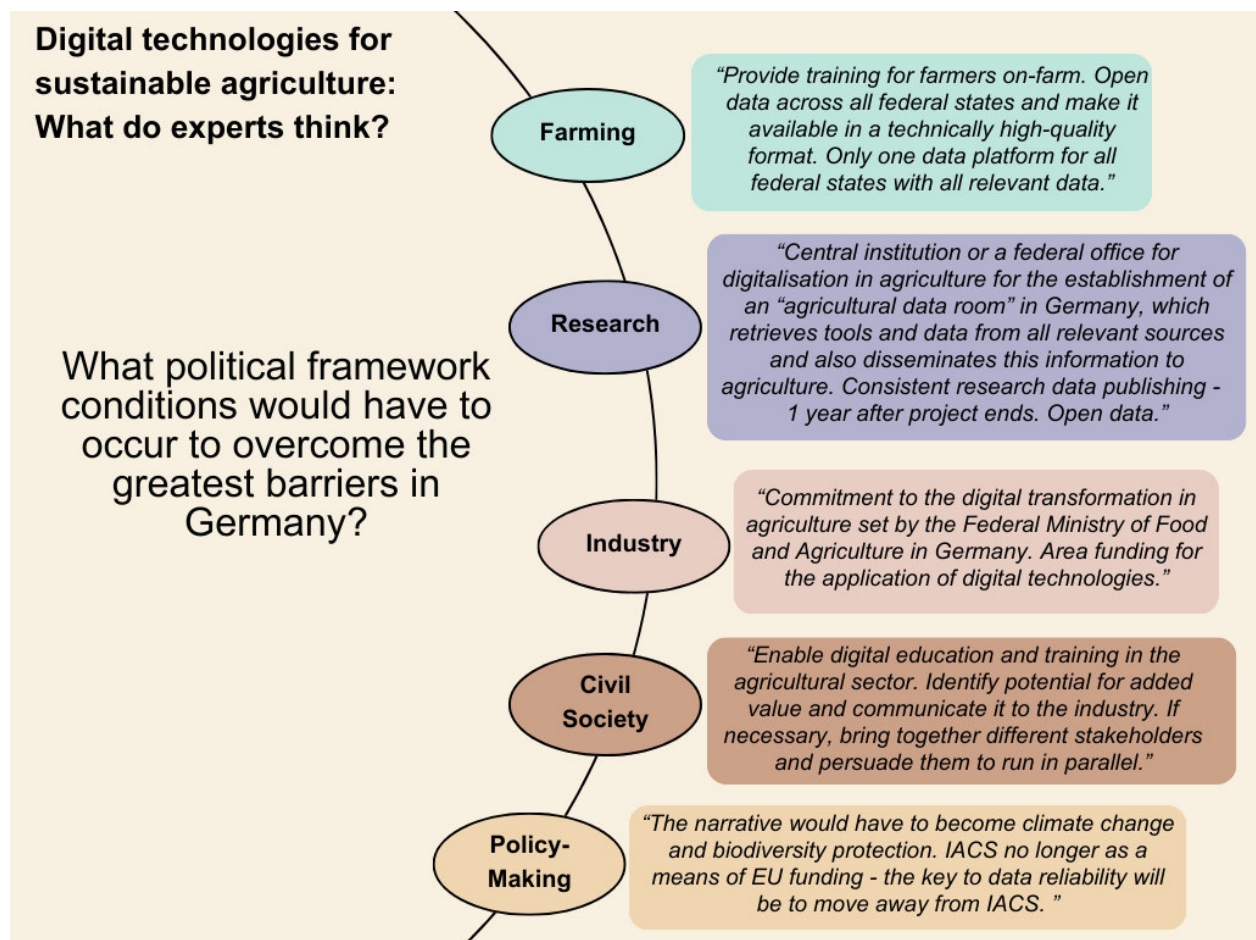 Digital technologies for
sustainable agriculture:
What do experts think?
What political framework
conditions would have to
occur to overcome the
greatest barriers in
Germany?
Farming
“Provide training for farmers on-farm. Open
data across all federal states and make it
available in a technically high-quality
format. Only one data platform for all
federal states with all relevant data.”
Research
“Central institution or a federal office for
digitalisation in agriculture for the establishment of
an “agricultural data room” in Germany, which
retrieves tools and data from all relevant sources
and also disseminates this information to
agriculture. Consistent research data publishing -
1 year after project ends. Open data.”
Industry
“Commitment to the digital transformation in
agriculture set by the Federal Ministry of Food
and Agriculture in Germany. Area funding for
the application of digital technologies.”
Civil
Society
“Enable digital education and training in the
agricultural sector. Identify potential for added
value and communicate it to the industry. If
necessary, bring together different stakeholders
and persuade them to run in parallel.”
Policy-
Making
“The narrative would have to become climate change
and biodiversity protection. IACS no longer as a
means of EU funding - the key to data reliability will
be to move away from IACS. ”